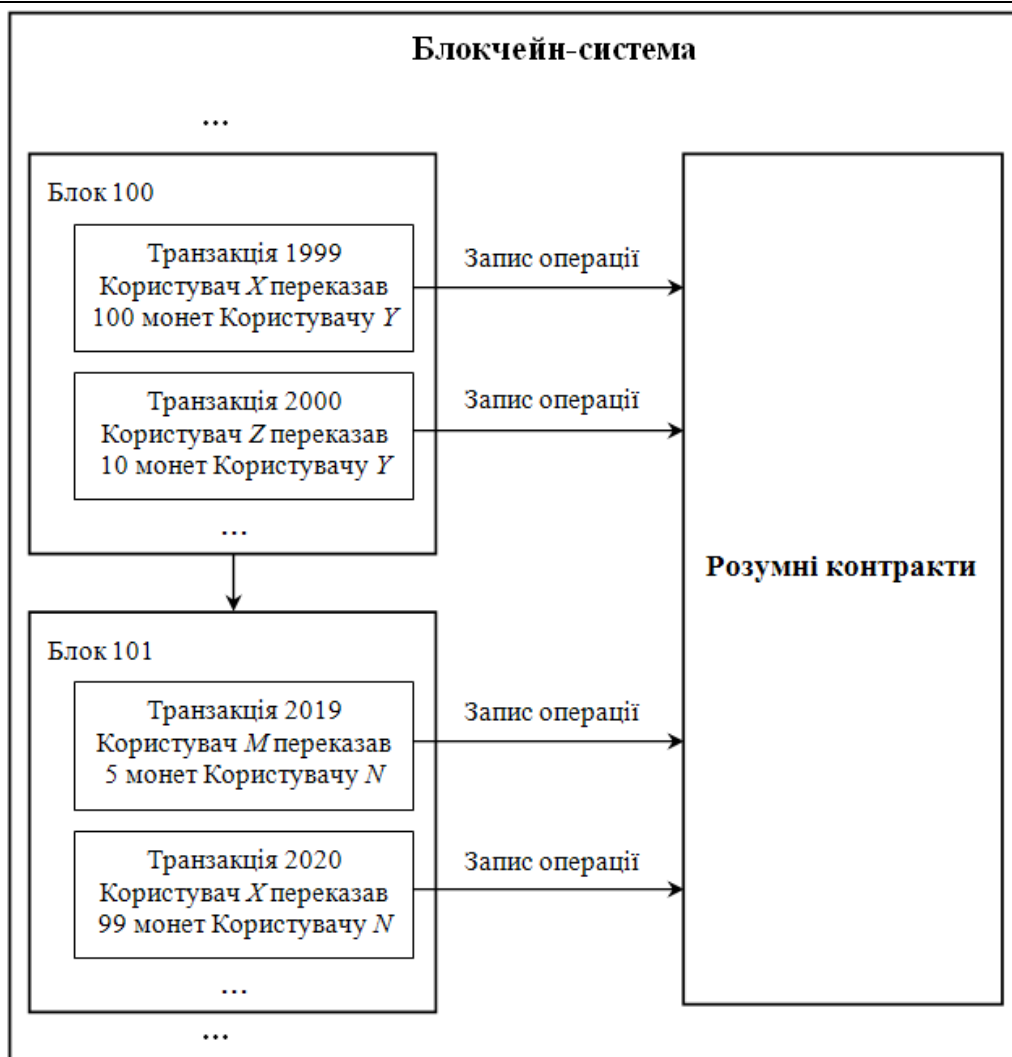 Блокчейн-система
...
Блок 100
Транзакція 1999
Користувач X переказав
100 монет Користувачу Y
Запис операції
Транзакція 2000
Користувач Z переказав
10 монет Користувачу Y
Запис операції
...
Розумні контракти
Блок 101
Транзакція 2019
Користувач M переказав
5 монет Користувачу N
Запис операції
Транзакція 2020
Користувач X переказав
99 монет Користувачу N
Запис операції
...
...